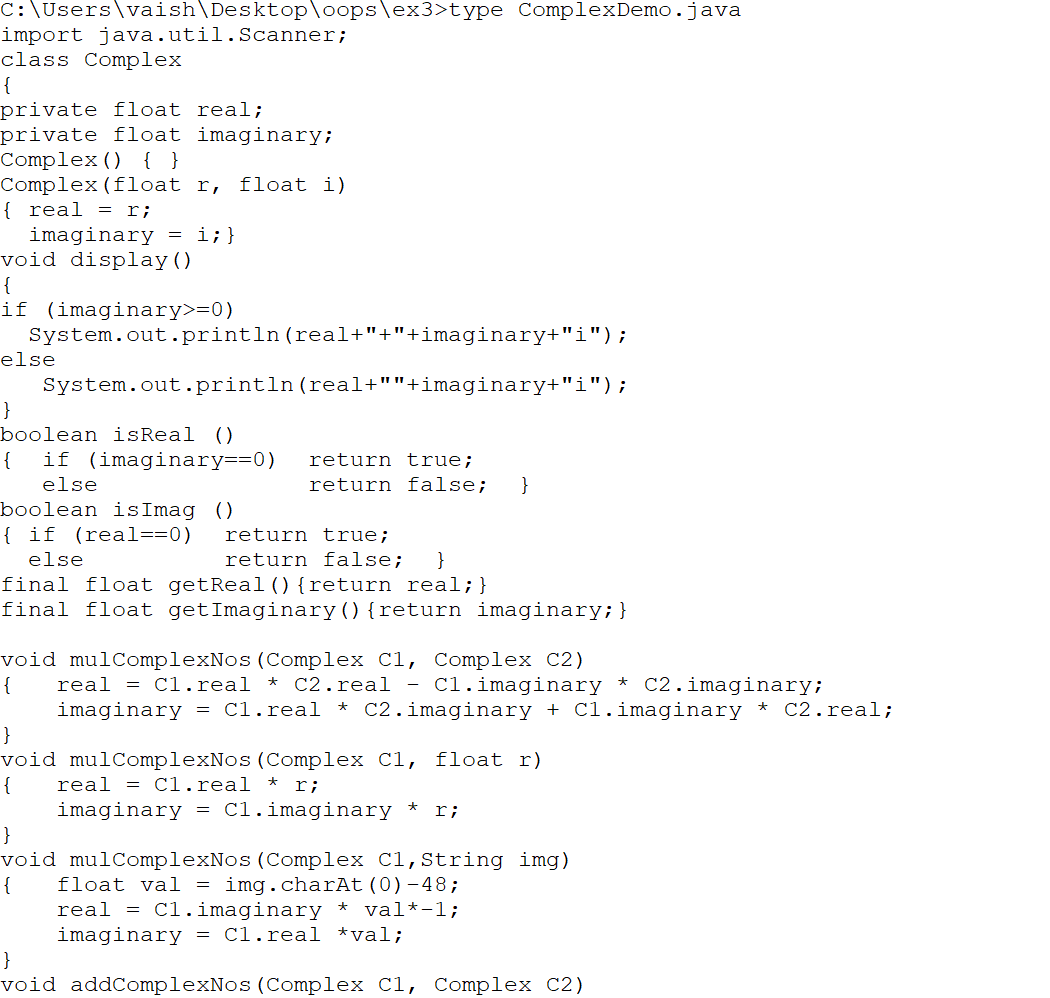 C:\Users\vaish\Desktop\oops\ex3>type ComplexDemo.java
import java.util.Scanner;
class Complex
{
private float real;
private float imaginary;
Complex() { }
Complex(float r, float i)
{ real = r;
  imaginary = i;}
void display()
{
if (imaginary>=0)
  System.out.println(real+"+"+imaginary+"i");
else
   System.out.println(real+""+imaginary+"i");
}
boolean isReal ()
{  if (imaginary==0)  return true;
   else               return false;  }
boolean isImag ()
{ if (real==0)  return true;
  else          return false;  }
final float getReal(){return real;}
final float getImaginary(){return imaginary;}

void mulComplexNos(Complex C1, Complex C2)
{   real = C1.real * C2.real - C1.imaginary * C2.imaginary;
    imaginary = C1.real * C2.imaginary + C1.imaginary * C2.real;
}
void mulComplexNos(Complex C1, float r)
{   real = C1.real * r;
    imaginary = C1.imaginary * r;
}
void mulComplexNos(Complex C1,String img)
{   float val = img.charAt(0)-48;
    real = C1.imaginary * val*-1;
    imaginary = C1.real *val;
}
void addComplexNos(Complex C1, Complex C2)